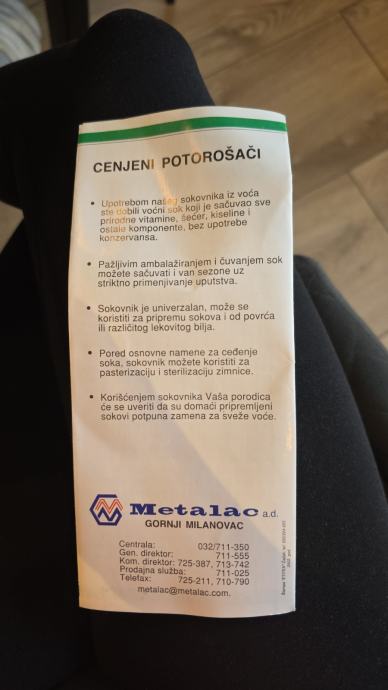 CENJENI POTOROŠAČI
• Upotrebom našeg sokovnika iz voća
ste dobili voćni sok koji je sačuvao sve
prirodne vitamine, šećer, kiseline i
ostale komponente, bez upotrebe
konzervansa.
• Pažljivim ambalažiranjem i čuvanjem sok
možete sačuvati i van sezone uz
striktno primenjivanje uputstva.
• Sokovnik je univerzalan, može se
koristiti za pripremu sokova i od povrća
ili različitog lekovitog bilja.
• Pored osnovne namene za ceđenje
soka, sokovnik možete koristiti za
pasterizaciju i sterilizaciju zimnice.
• Korišćenjem sokovnika Vaša porodica
će se uveriti da su domaći pripremljeni
sokovi potpuna zamena za sveže voće.
Metalac a.d.
GORNJI MILANOVAC
Centrala: 032/711-350
Gen. direktor: 711-555
Kom. direktor: 725-387, 713-742
Prodajna služba: 711-025
Telefax: 725-211, 710-790
metalac@metalac.com.